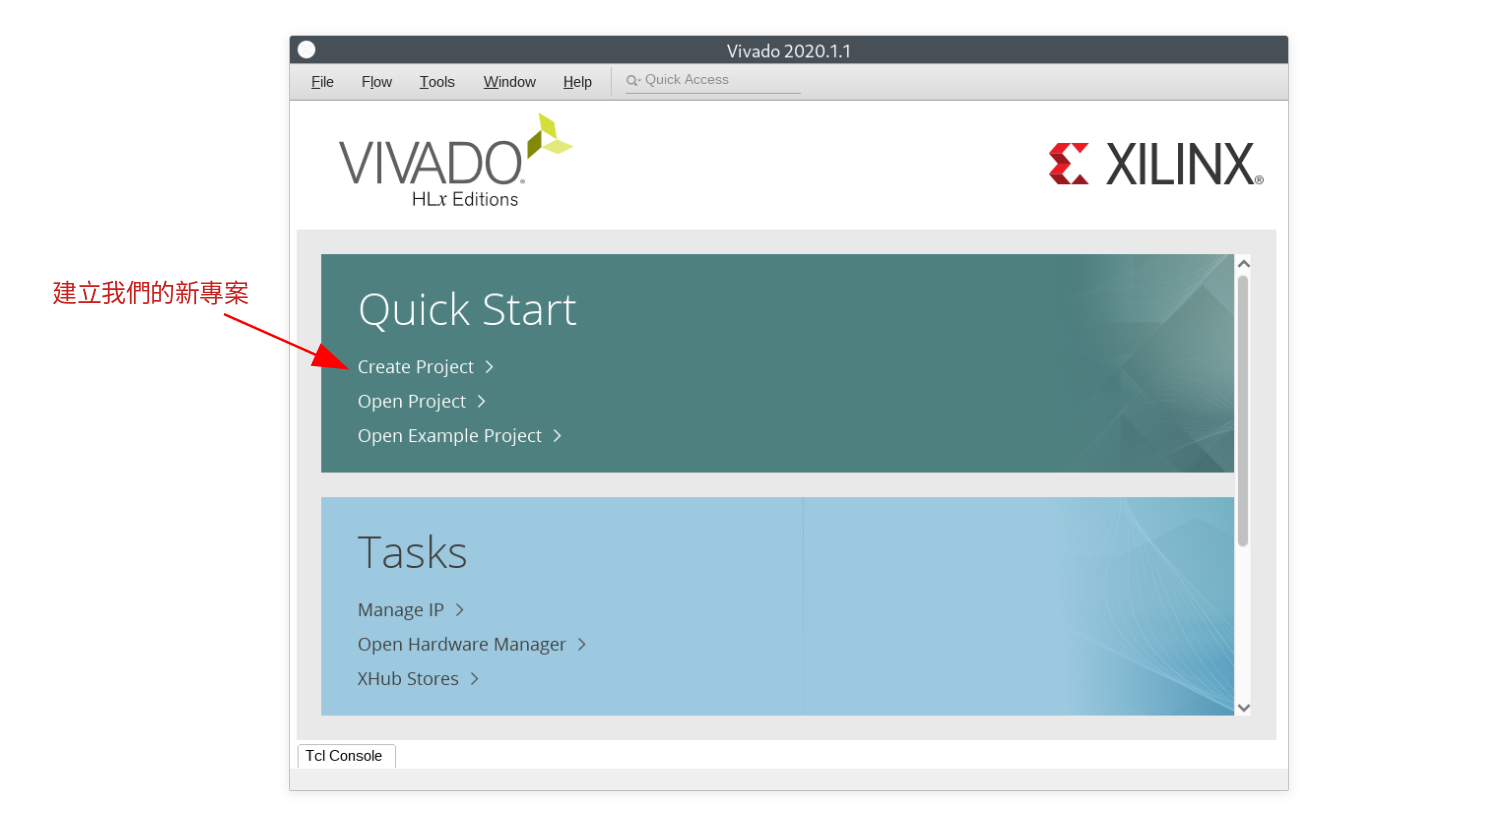 Vivado 2020.1.1
File Flow Tools Window Help Quick Access
VIVADO®
HLx Editions
XILINX®
建立我們的新專案
Quick Start
Create Project
Open Project
Open Example Project
Tasks
Manage IP
Open Hardware Manager
XHub Stores
Tcl Console